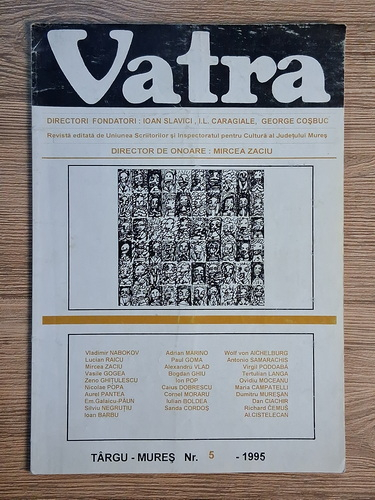 Vatra
DIRECTORI FONDATORI : IOAN SLAVICI , I.L. CARAGIALE, GEORGE COȘBUC
Revistă editată de Uniunea Scriitorilor și Inspectoratul pentru Cultură al Județului Mureș
DIRECTOR DE ONOARE : MIRCEA ZACIU
Vladimir NABOKOV
Lucian RAICU
Mircea ZACIU
Vasile GOGEA
Zeno GHIȚULESCU
Nicolae POPA
Aurel PANTEA
Em.Galaicu-PĂUN
Silviu NEGRUȚIU
Ioan BARBU
Adrian MARINO
Paul GOMA
Alexandru VLAD
Bogdan GHIU
Ion POP
Caius DOBRESCU
Cornel MORARU
Iulian BOLDEA
Sanda CORDOȘ
Wolf von AICHELBURG
Antonio SAMARACHIS
Virgil PODOABĂ
Tertulian LANGA
Ovidiu MOCEANU
Maria CAMPATELLI
Dumitru MUREȘAN
Dan CIACHIR
Richard CEMUS
Al.CISTELECAN
TÂRGU - MUREȘ Nr. 5 - 1995